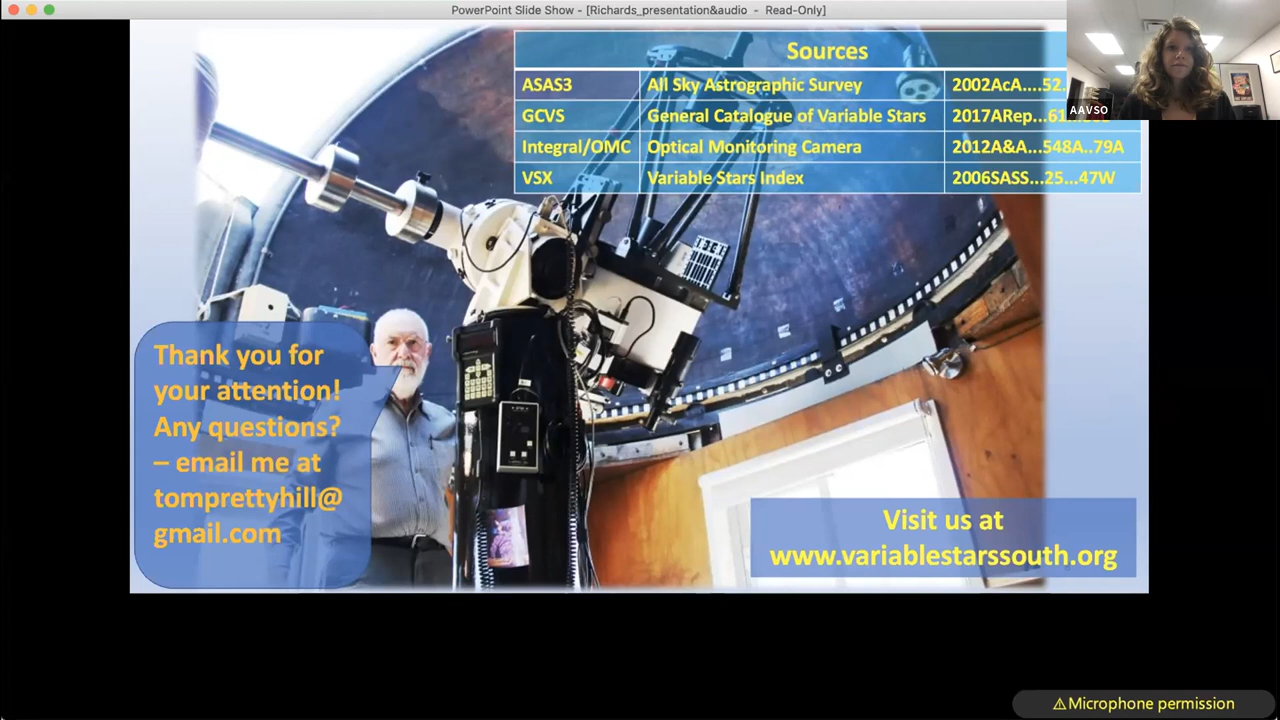 PowerPoint Slide Show - [Richards_presentation&audio - Read-Only]
AAVSO
Sources
ASAS3 All Sky Astrographic Survey 2002AcA....52.
GCVS General Catalogue of Variable Stars 2017ARep...61
Integral/OMC Optical Monitoring Camera 2012A&A...548A..79A
VSX Variable Stars Index 2006SASS...25...47W
Thank you for
your attention!
Any questions?
– email me at
tomprettyhill@
gmail.com
Visit us at
www.variablestarssouth.org
⚠Microphone permission